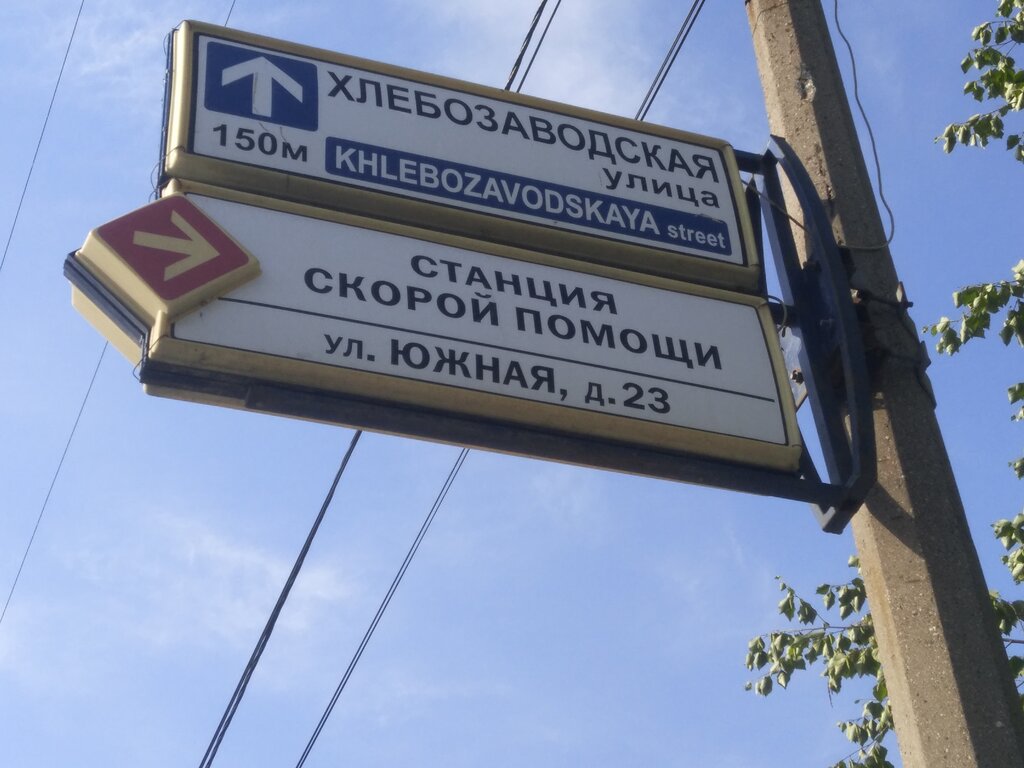 ХЛЕБОЗАВОДСКАЯ
улица
150м
KHLEBOZAVODSKAYA street
СТАНЦИЯ
СКОРОЙ ПОМОЩИ
ул. ЮЖНАЯ, д.23